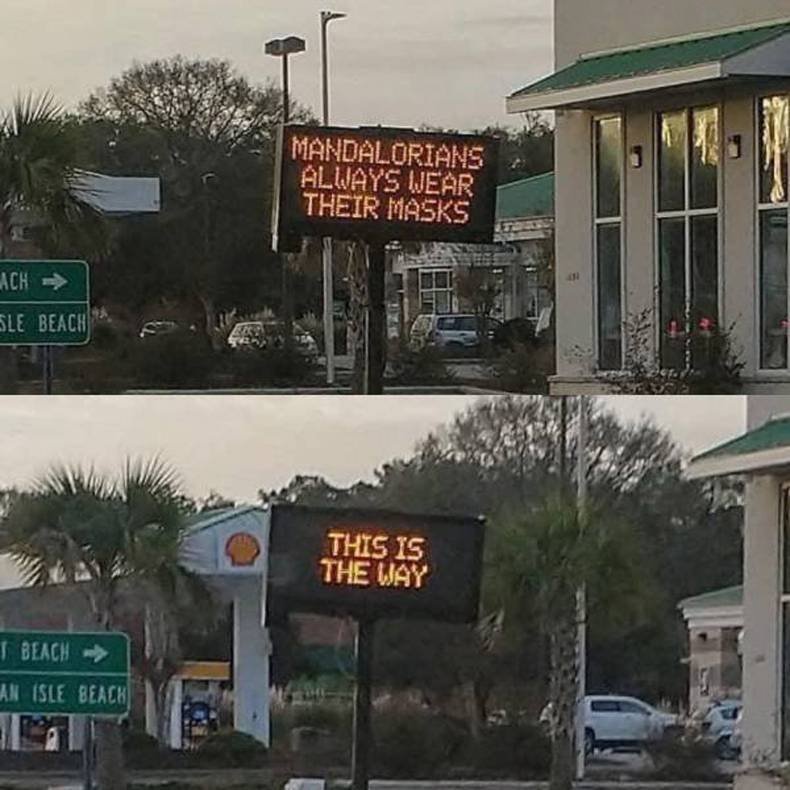 MANDALORIANS
ALWAYS WEAR
THEIR MASKS
ACH
SLE BEACH
THIS IS
THE WAY
T BEACH
AN ISLE BEACH